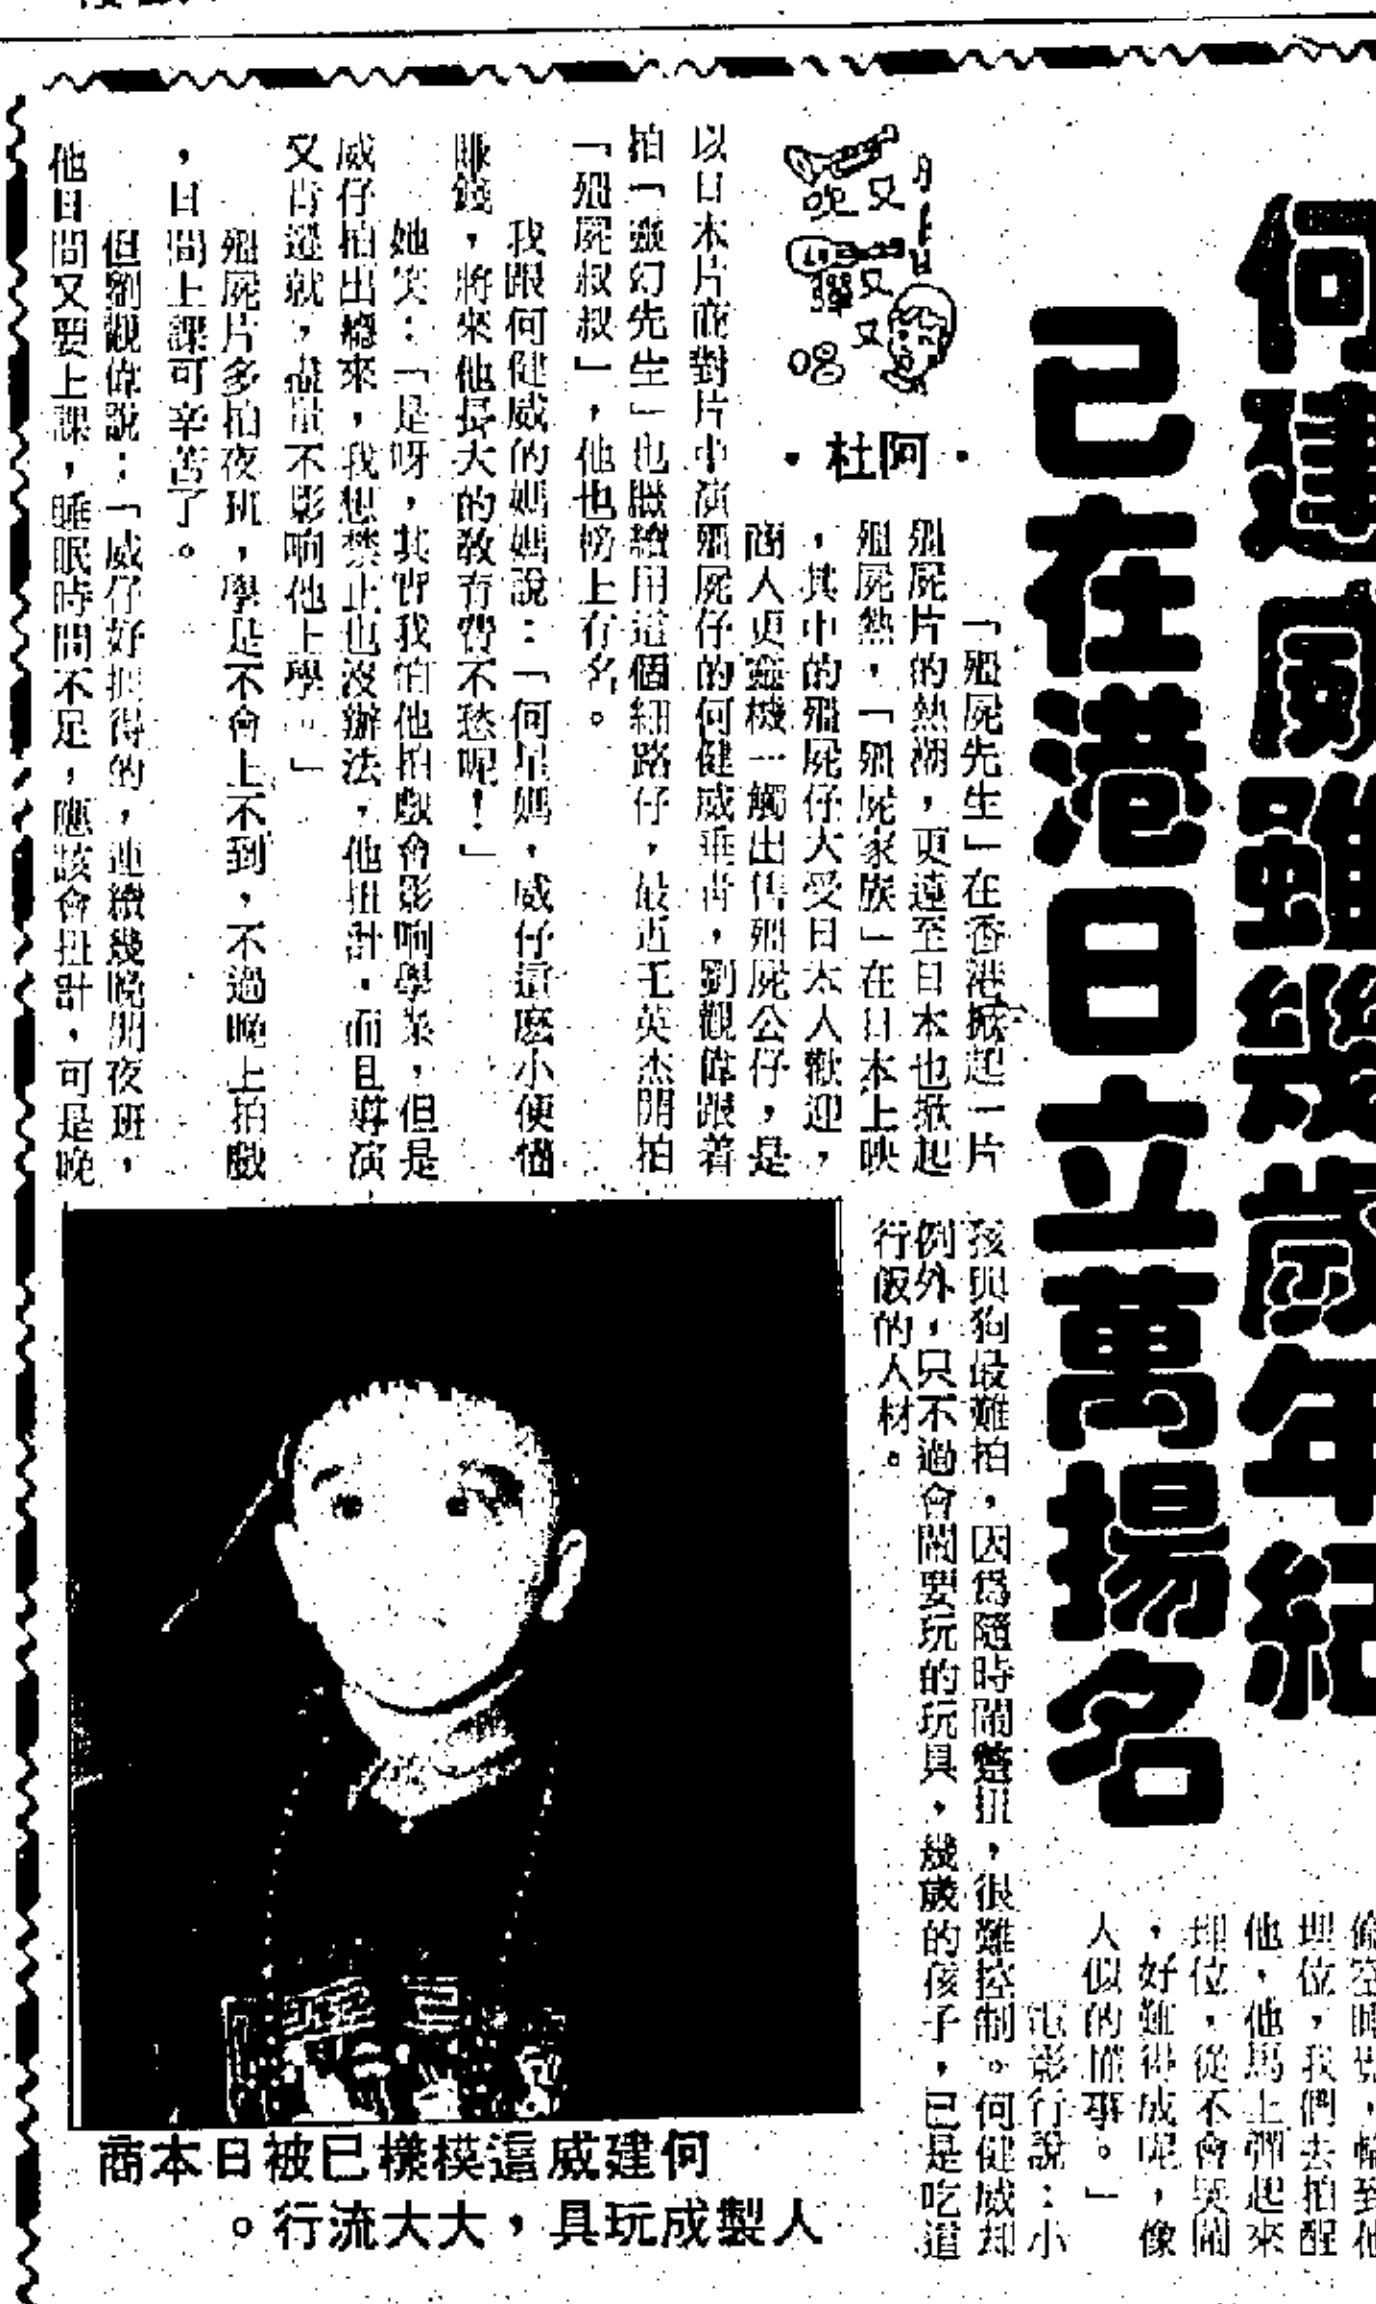 何建威雖幾歲年紀
已在港日立萬揚名
又吹
又彈
又唱
・阿杜・
「殭屍先生」在香港掀起一片
殭屍片的熱潮，更遠至日本也掀起
殭屍熱，「殭屍家族」在日本上映
，其中的殭屍仔大受日本人歡迎，
商人更靈機一觸出售殭屍公仔，是
以日本片商對片中演殭屍仔的何健威垂青，劉觀偉跟着
拍「靈幻先生」也繼續用這個細路仔，最近王英杰開拍
「殭屍叔叔」，他也榜上有名。
我跟何健威的媽媽說：「何星媽，威仔這麽小便懂
賺錢，將來他長大的敎育費不愁呢！」
她笑：「是呀，其實我怕他拍戲會影响學業，但是
威仔拍出癮來，我想禁止也沒辦法，他扭計，而且導演
又肯遷就，盡量不影响他上學。」
殭屍片多拍夜班，學是不會上不到，不過晚上拍戲
，日間上課可辛苦了。
但劉觀偉說：「威仔好捱得的，連續幾晚開夜班，
他日間又要上課，睡眠時間不足，應該會扭計，可是晚
埋位，我們去拍醒
他，他馬上彈起來
埋位，從不會哭鬧
，好難得成呢，像
人似的懂事。」
電影行說：小
孩與狗最難拍，因爲隨時鬧蹩扭，很難控制。何健威却
例外，只不過會鬧要玩的玩具，幾歲的孩子，已是吃這
行飯的人材。
何建威這模樣已被日本商
人製成玩具，大大流行。